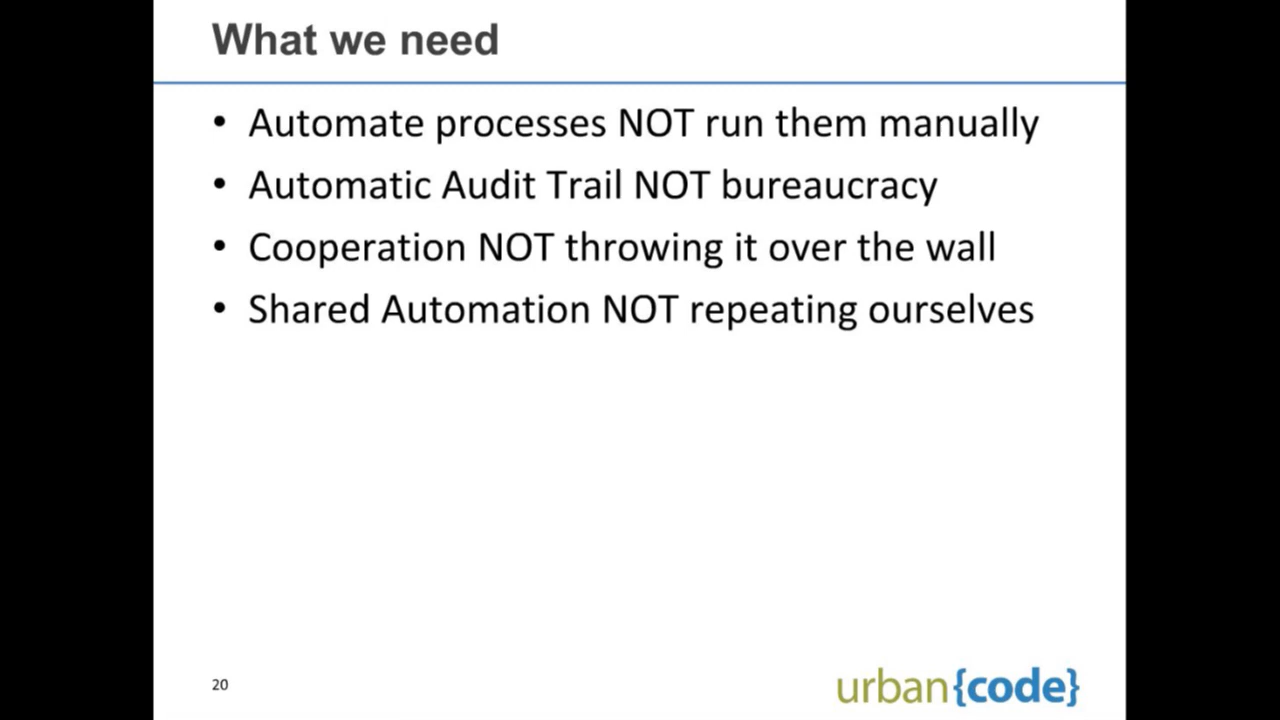 What we need
• Automate processes NOT run them manually
• Automatic Audit Trail NOT bureaucracy
• Cooperation NOT throwing it over the wall
• Shared Automation NOT repeating ourselves
20
urban{code}